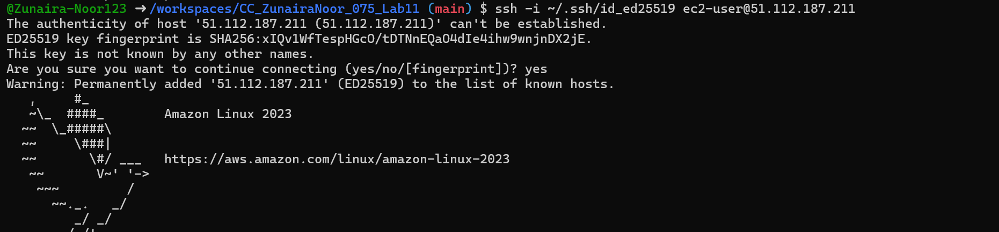 @Zunaira-Noor123 ➜ /workspaces/CC_ZunairaNoor_075_Lab11 (main) $ ssh -i ~/.ssh/id_ed25519 ec2-user@51.112.187.211
The authenticity of host '51.112.187.211 (51.112.187.211)' can't be established.
ED25519 key fingerprint is SHA256:xIQv1WfTespHGcO/tDTNnEQaO4dIe4ihw9wnjnDX2jE.
This key is not known by any other names.
Are you sure you want to continue connecting (yes/no/[fingerprint])? yes
Warning: Permanently added '51.112.187.211' (ED25519) to the list of known hosts.
   ,     #_
   ~\_  ####_        Amazon Linux 2023
  ~~  \_#####\
  ~~     \###|
  ~~       \#/ ___   https://aws.amazon.com/linux/amazon-linux-2023
   ~~       V~' '->
    ~~~         /
      ~~._.   _/
         _/ _/